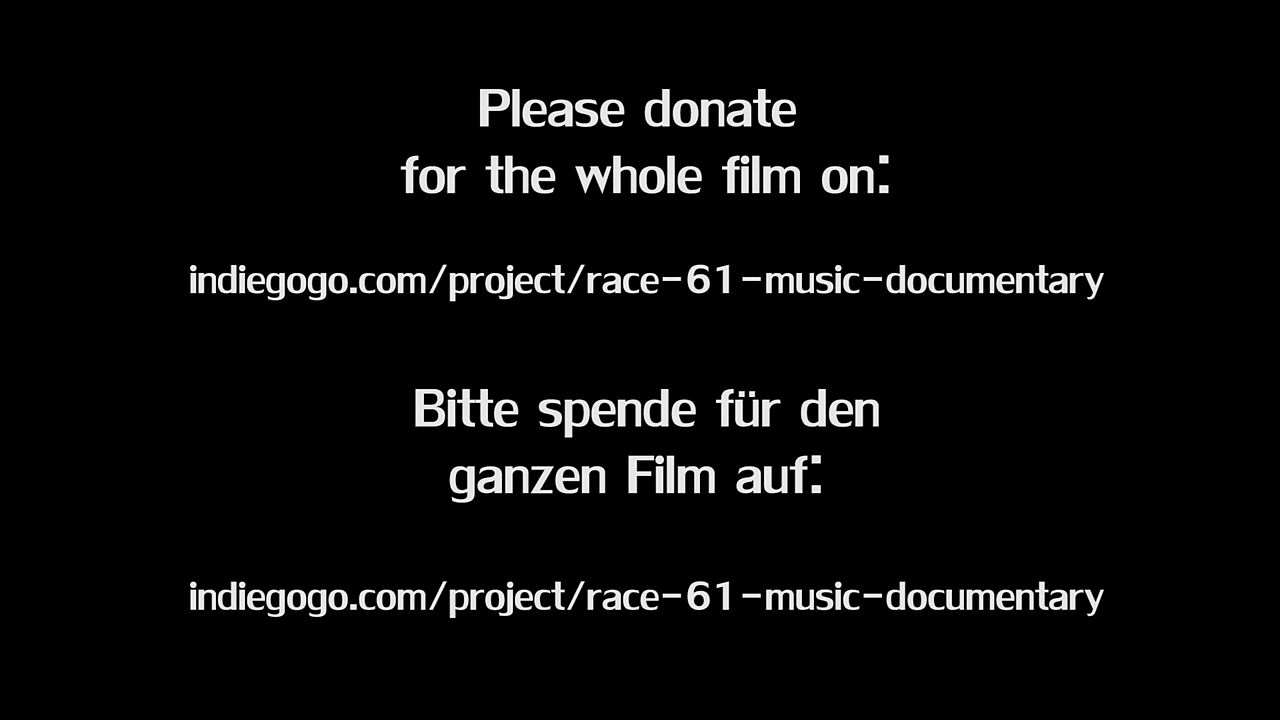 Please donate
for the whole film on:
indiegogo.com/project/race-61-music-documentary
Bitte spende für den
ganzen Film auf:
indiegogo.com/project/race-61-music-documentary